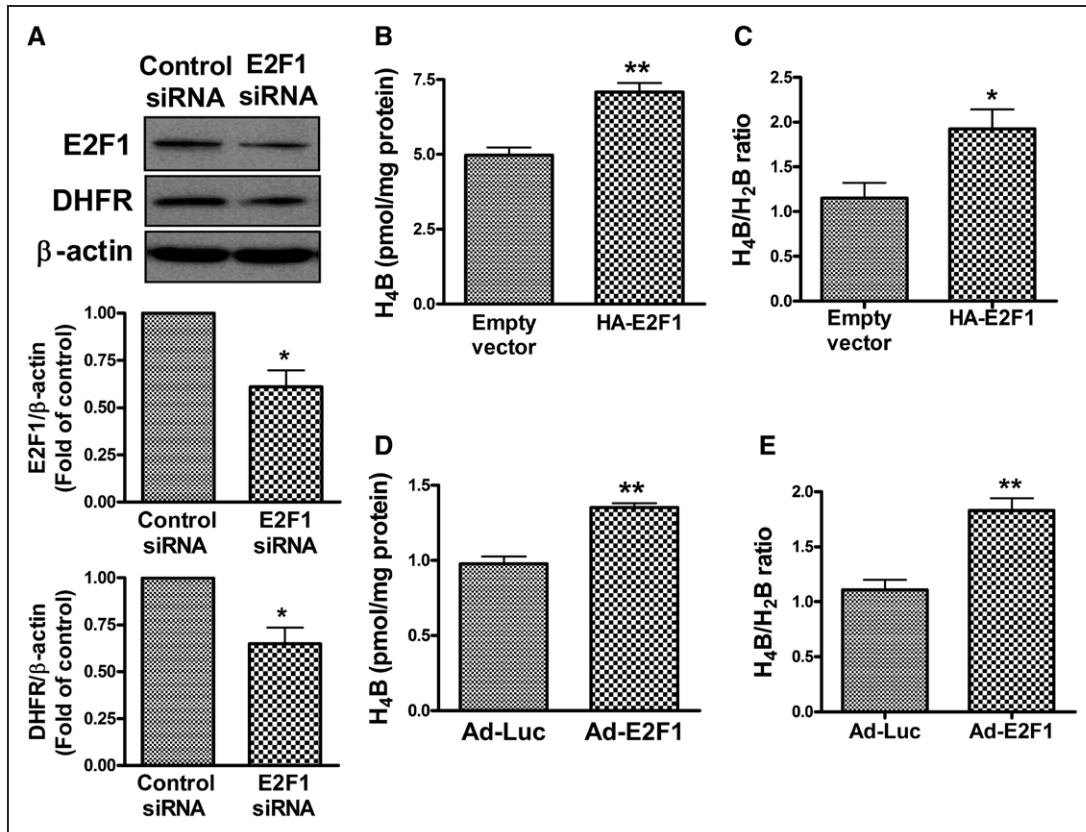 A
Control
siRNA
E2F1
siRNA
E2F1
DHFR
β-actin
E2F1/β-actin
(Fold of control)
1.00
0.75
0.50
0.25
0.00
*
Control
siRNA
E2F1
siRNA
DHFR/β-actin
(Fold of control)
1.00
0.75
0.50
0.25
0.00
*
Control
siRNA
E2F1
siRNA
B
H₄B (pmol/mg protein)
7.5
5.0
2.5
0.0
**
Empty
vector
HA-E2F1
C
H₄B/H₂B ratio
2.5
2.0
1.5
1.0
0.5
0.0
*
Empty
vector
HA-E2F1
D
H₄B (pmol/mg protein)
1.5
1.0
0.5
0.0
**
Ad-Luc
Ad-E2F1
E
H₄B/H₂B ratio
2.0
1.5
1.0
0.5
0.0
**
Ad-Luc
Ad-E2F1